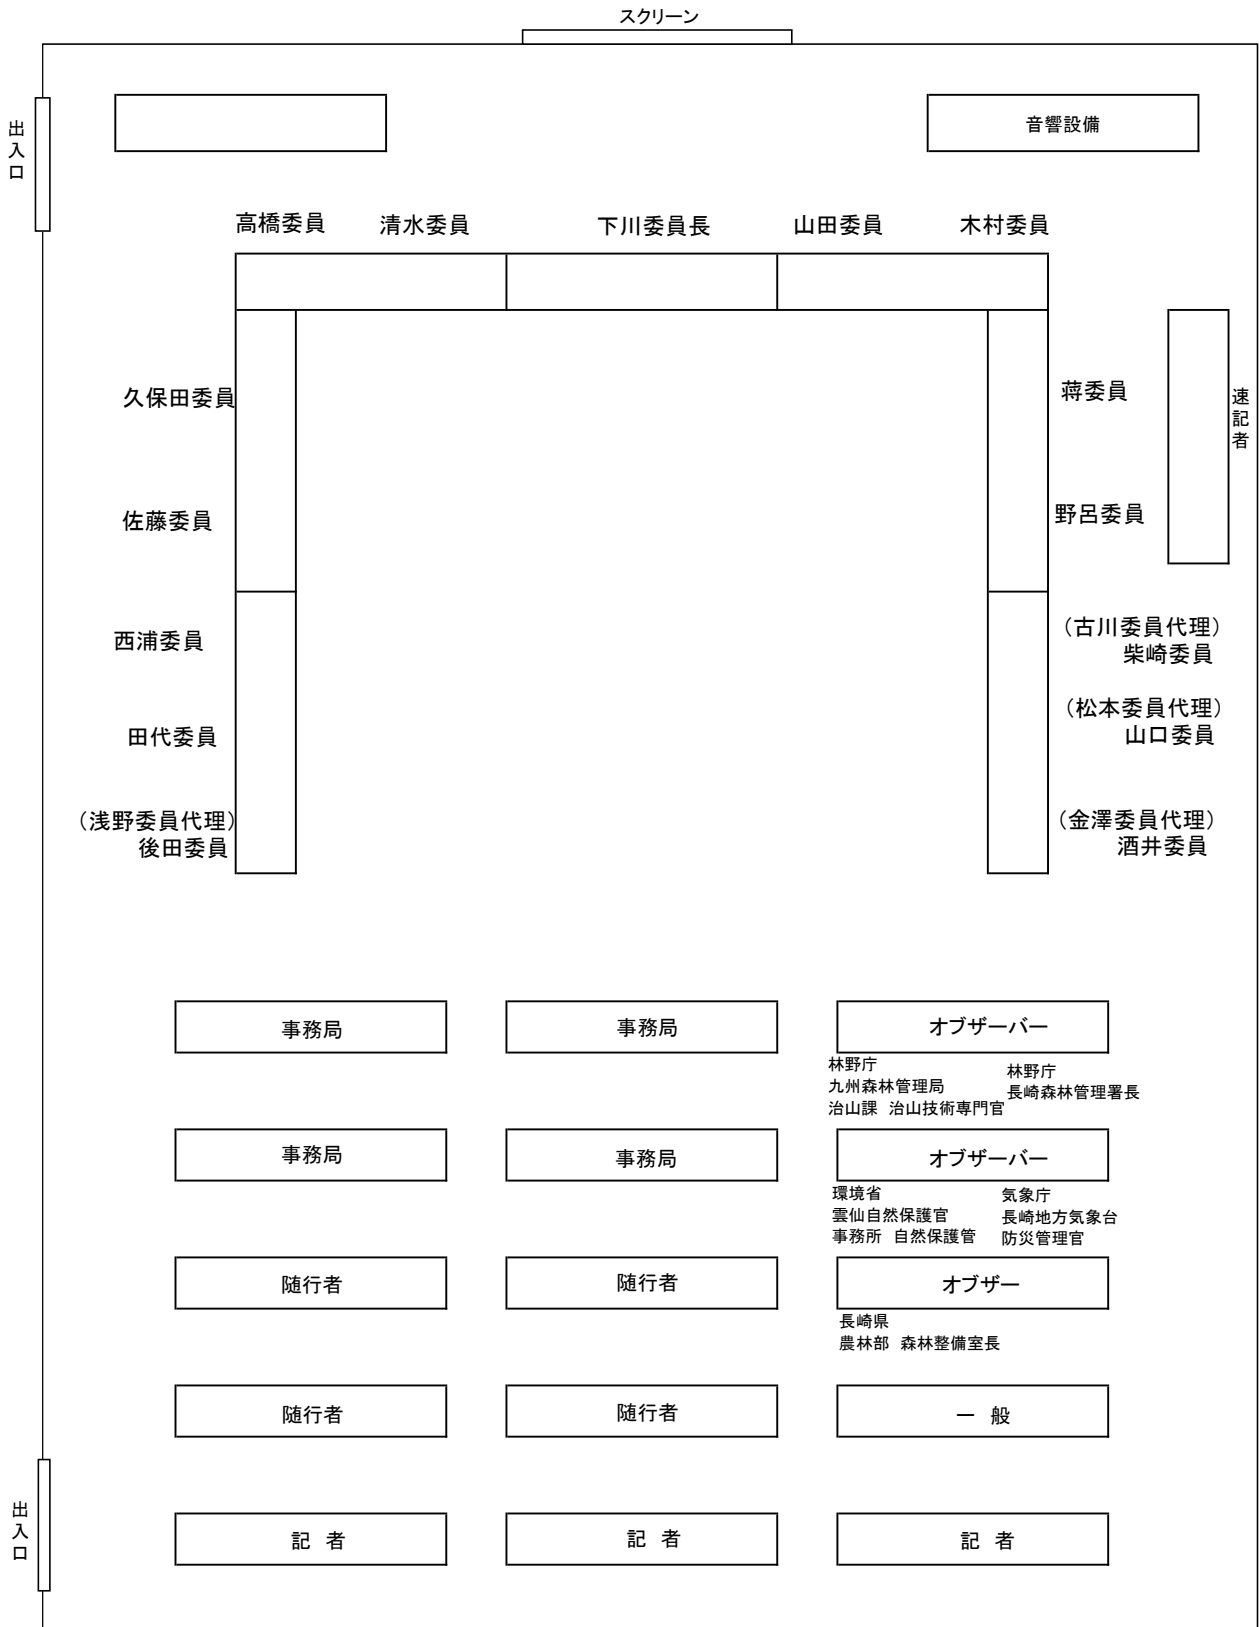 スクリーン
出入口
音響設備
高橋委員
清水委員
下川委員長
山田委員
木村委員
久保田委員
蒋委員
速記者
佐藤委員
野呂委員
西浦委員
（古川委員代理）
柴崎委員
田代委員
（松本委員代理）
山口委員
（浅野委員代理）
後田委員
（金澤委員代理）
酒井委員
事務局
事務局
オブザーバー
林野庁
九州森林管理局
治山課 治山技術専門官
林野庁
長崎森林管理署長
事務局
事務局
オブザーバー
環境省
雲仙自然保護官
事務所 自然保護管
気象庁
長崎地方気象台
防災管理官
随行者
随行者
オブザー
長崎県
農林部 森林整備室長
随行者
随行者
一 般
出入口
記 者
記 者
記 者